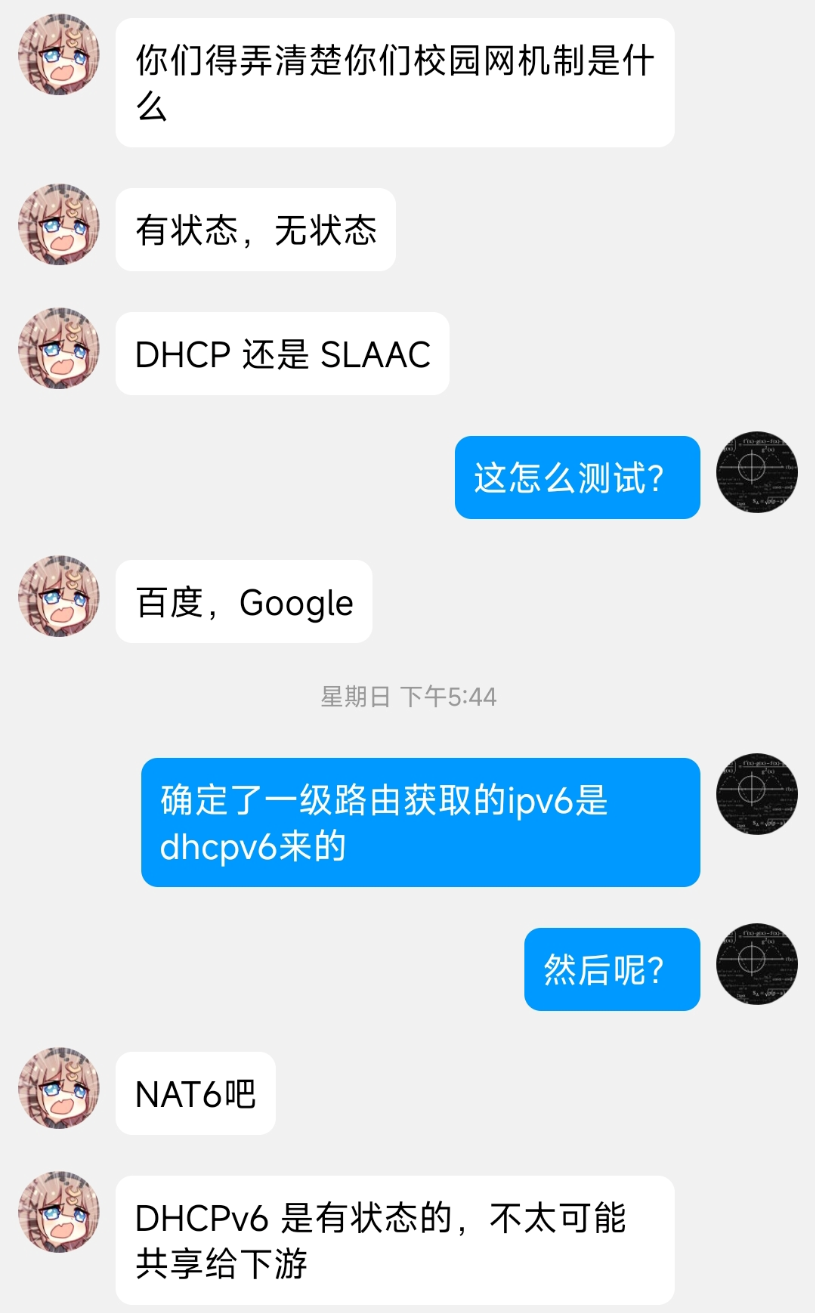 你们得弄清楚你们校园网机制是什
么
有状态，无状态
DHCP 还是 SLAAC
这怎么测试？
百度，Google
星期日 下午5:44
确定了一级路由获取的ipv6是
dhcpv6来的
然后呢？
NAT6吧
DHCPv6 是有状态的，不太可能
共享给下游